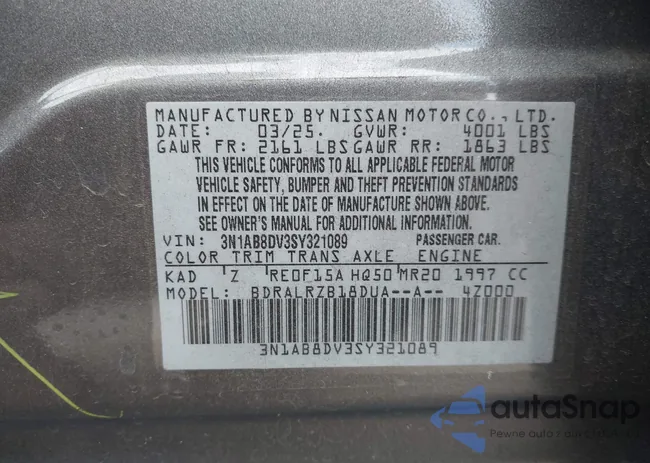 MANUFACTURED BY NISSAN MOTOR CO., LTD.
DATE: 03/25. GVWR: 4001 LBS
GAWR FR: 2161 LBS GAWR RR: 1863 LBS
THIS VEHICLE CONFORMS TO ALL APPLICABLE FEDERAL MOTOR
VEHICLE SAFETY, BUMPER AND THEFT PREVENTION STANDARDS
IN EFFECT ON THE DATE OF MANUFACTURE SHOWN ABOVE.
SEE OWNER'S MANUAL FOR ADDITIONAL INFORMATION.
VIN: 3N1AB8DV3SY321089 PASSENGER CAR.
COLOR TRIM TRANS AXLE ENGINE
KAD Z RE0F15A HQ50 MR20 1997 CC
MODEL: BDRALRZB18DUA--A-- 4Z000
3N1AB8DV3SY321089
autoSnap
Pewne auto z